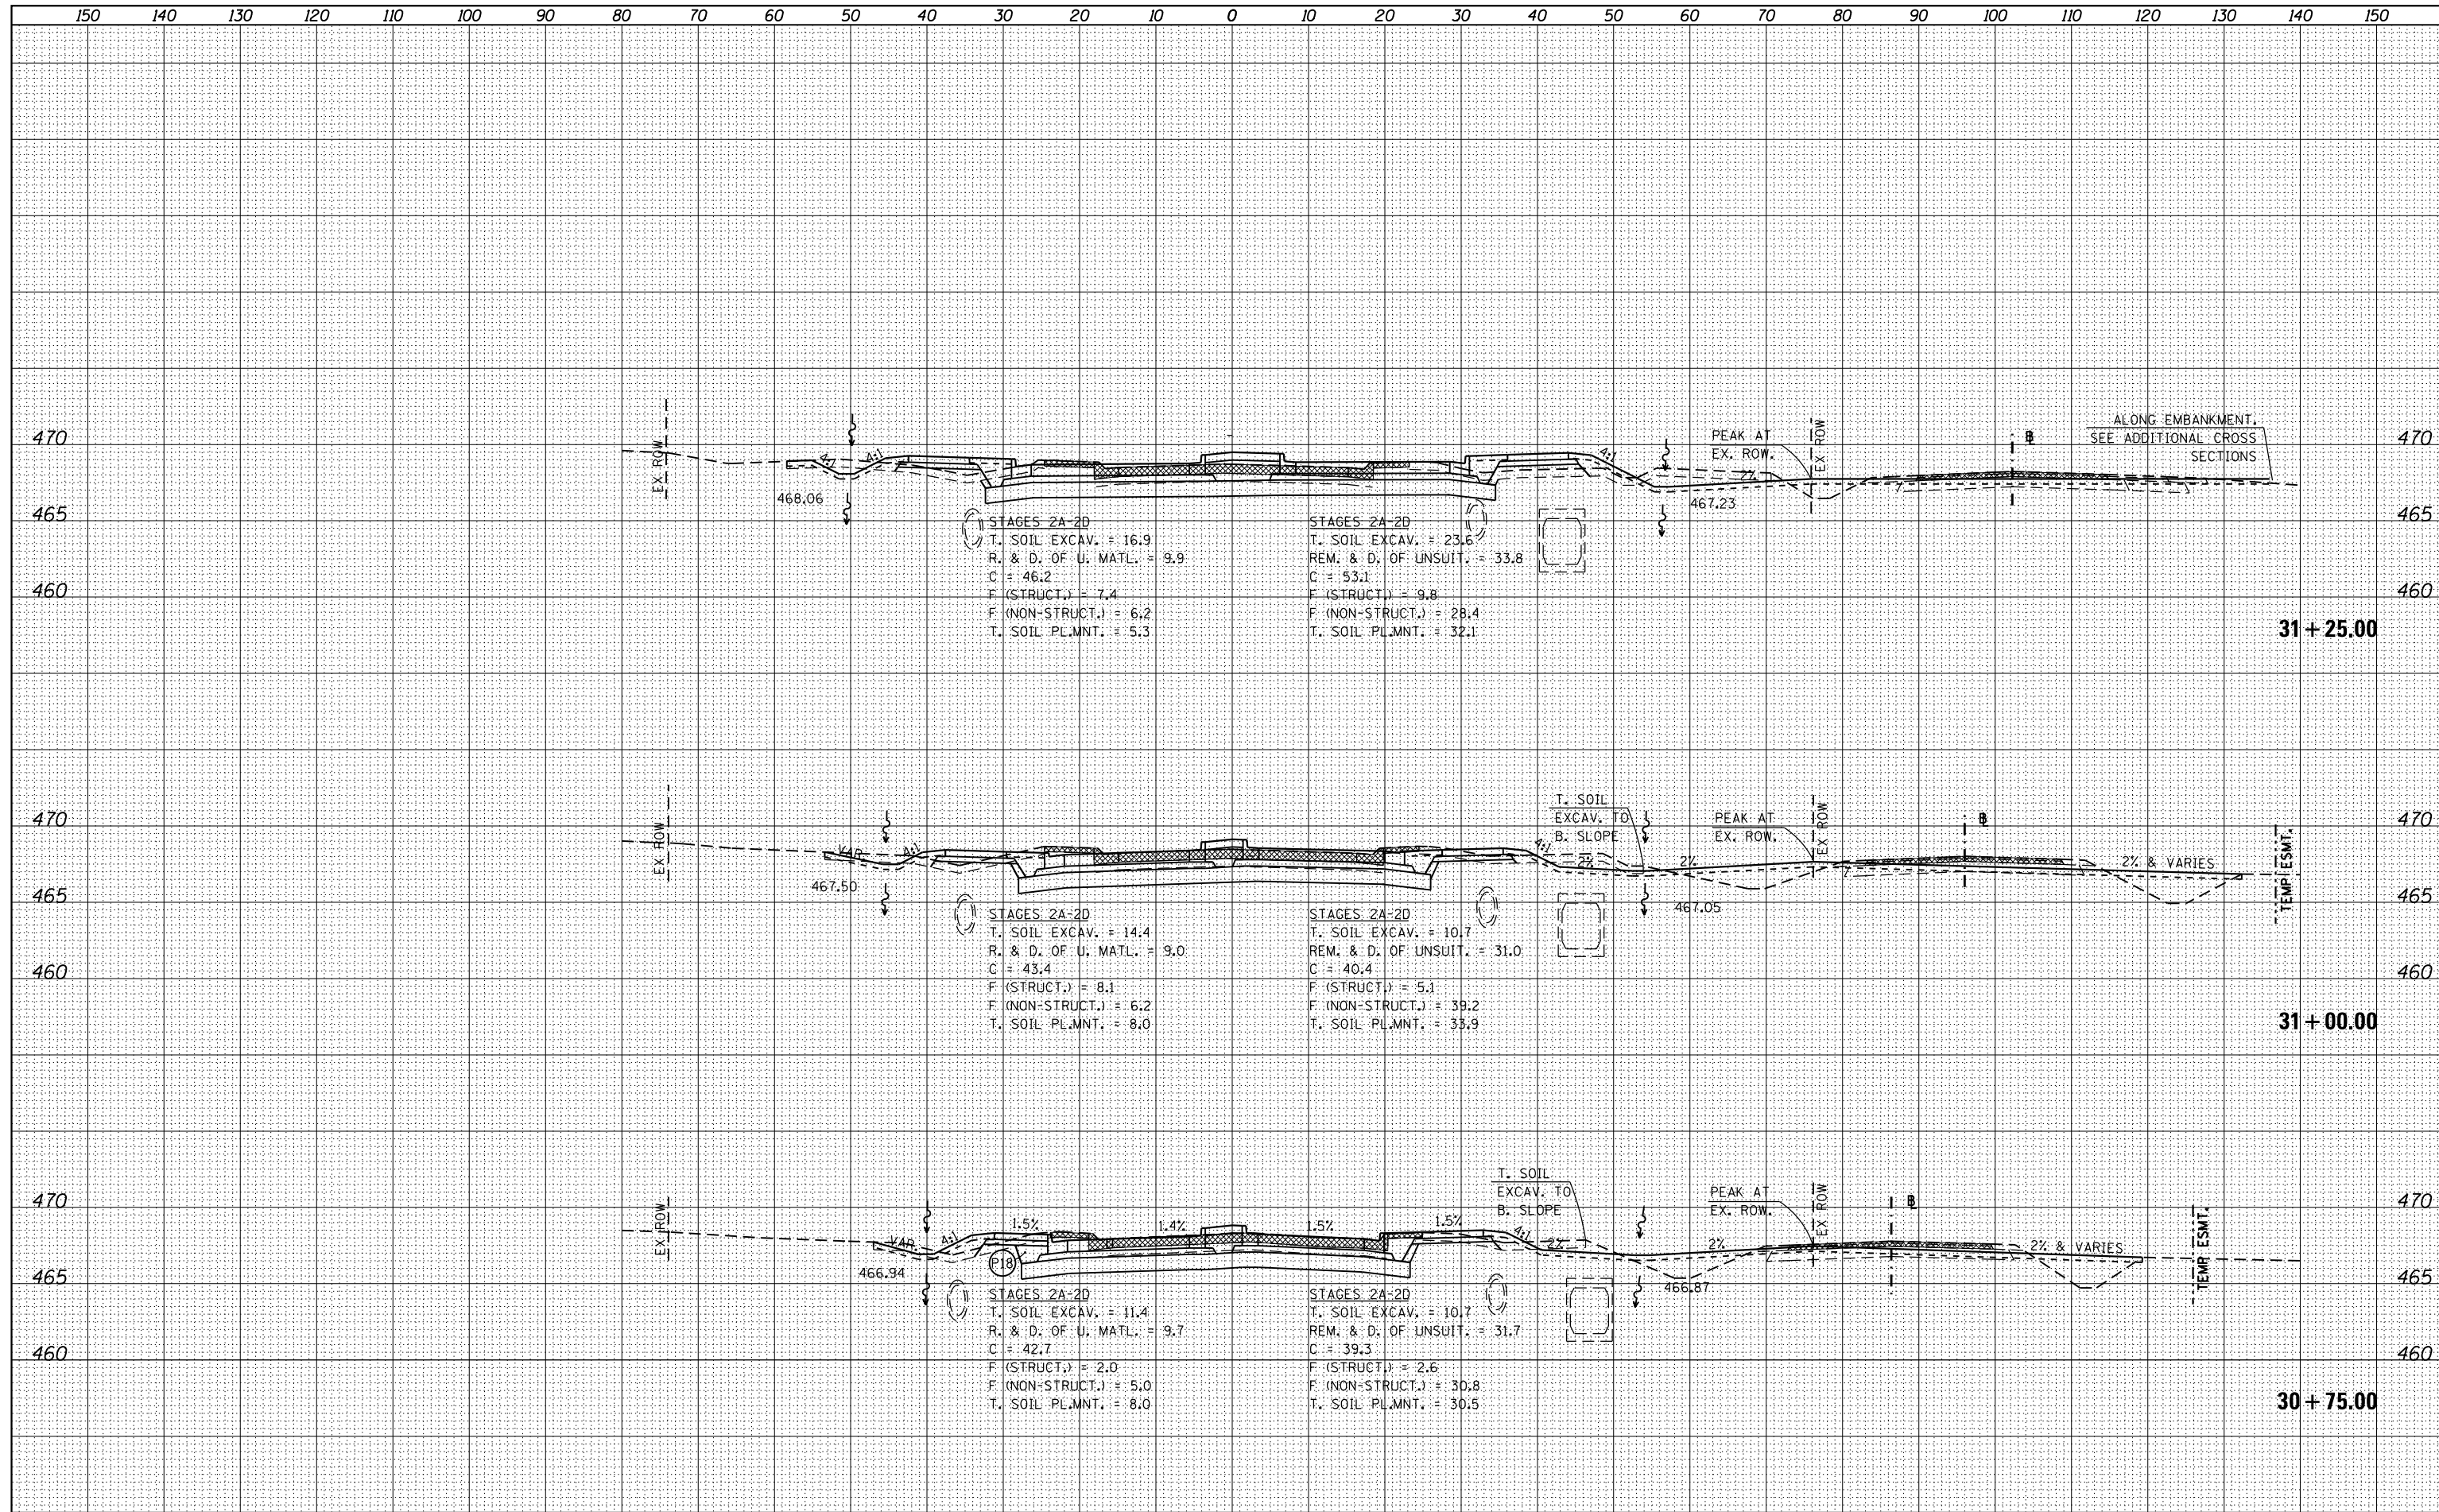 150 140 130 120 110 100 90 80 70 60 50 40 30 20 10 0 10 20 30 40 50 60 70 80 90 100 110 120 130 140 150
ALONG EMBANKMENT.
SEE ADDITIONAL CROSS
SECTIONS
470
EX ROW
4:1
4:1
PEAK AT
EX. ROW.
EX ROW
470
2%
468.06
467.23
465
465
STAGES 2A-2D
T. SOIL EXCAV. = 16.9
R. & D. OF U. MATL. = 9.9
C = 46.2
F (STRUCT.) = 7.4
F (NON-STRUCT.) = 6.2
T. SOIL PL.MNT. = 5.3
STAGES 2A-2D
T. SOIL EXCAV. = 23.6
REM. & D. OF UNSUIT. = 33.8
C = 53.1
F (STRUCT.) = 9.8
F (NON-STRUCT.) = 28.4
T. SOIL PL.MNT. = 32.1
460
460
31+25.00
T. SOIL
EXCAV. TO
B. SLOPE
PEAK AT
EX. ROW.
EX ROW
470
470
EX ROW
VAR.
4:1
4:1
2%
2%
2% & VARIES
TEMP ESMT.
467.50
467.05
465
465
STAGES 2A-2D
T. SOIL EXCAV. = 14.4
R. & D. OF U. MATL. = 9.0
C = 43.4
F (STRUCT.) = 8.1
F (NON-STRUCT.) = 6.2
T. SOIL PL.MNT. = 8.0
STAGES 2A-2D
T. SOIL EXCAV. = 10.7
REM. & D. OF UNSUIT. = 31.0
C = 40.4
F (STRUCT.) = 5.1
F (NON-STRUCT.) = 39.2
T. SOIL PL.MNT. = 33.9
460
460
31+00.00
T. SOIL
EXCAV. TO
B. SLOPE
PEAK AT
EX. ROW.
EX ROW
470
470
EX ROW
VAR.
4:1
1.5%
1.4%
1.5%
1.5%
4:1
2%
2%
2% & VARIES
TEMP ESMT.
P18
466.94
466.87
465
465
STAGES 2A-2D
T. SOIL EXCAV. = 11.4
R. & D. OF U. MATL. = 9.7
C = 42.7
F (STRUCT.) = 2.0
F (NON-STRUCT.) = 5.0
T. SOIL PL.MNT. = 8.0
STAGES 2A-2D
T. SOIL EXCAV. = 10.7
REM. & D. OF UNSUIT. = 31.7
C = 39.3
F (STRUCT.) = 2.6
F (NON-STRUCT.) = 30.8
T. SOIL PL.MNT. = 30.5
460
460
30+75.00